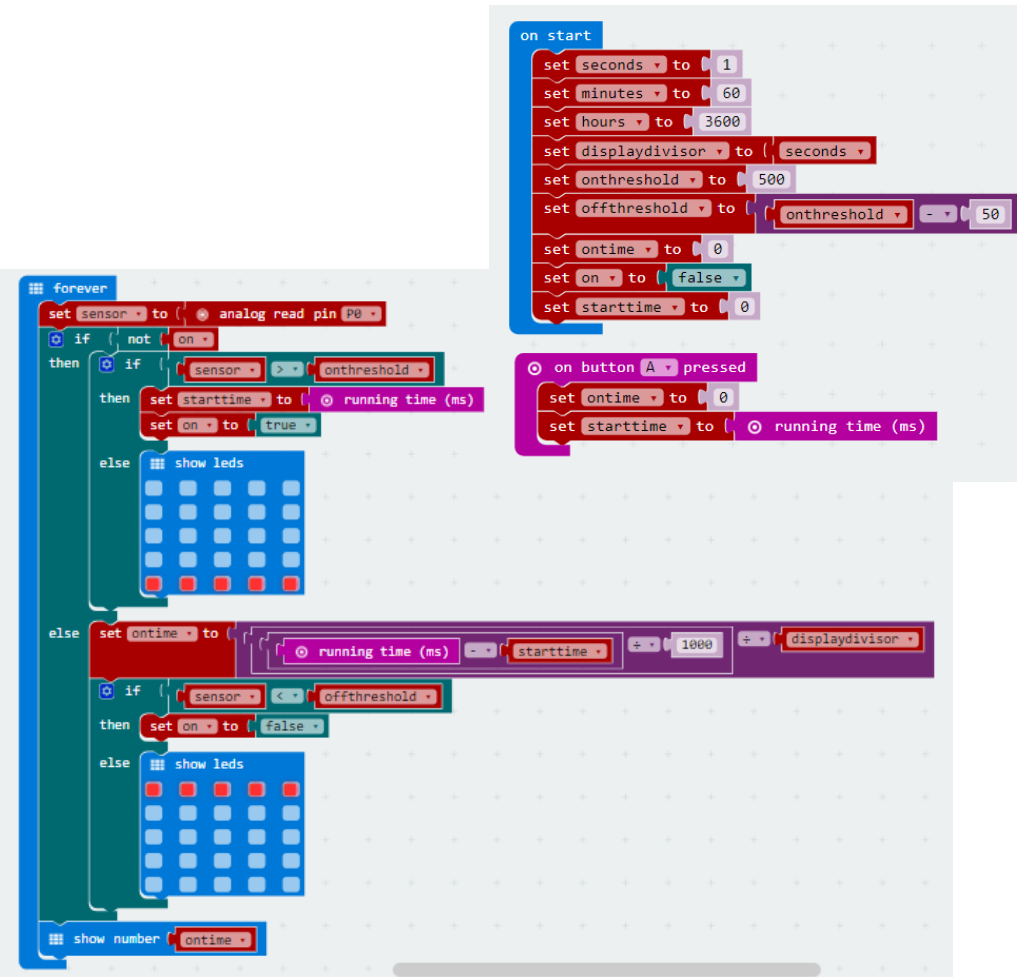 on start
set seconds to 1
set minutes to 60
set hours to 3600
set displaydivisor to seconds
set onthreshold to 500
set offthreshold to onthreshold - 50
set ontime to 0
set on to false
set starttime to 0
on button A pressed
set ontime to 0
set starttime to running time (ms)
forever
set sensor to analog read pin P0
if not on
then if sensor > onthreshold
then set starttime to running time (ms)
set on to true
else show leds
else set ontime to running time (ms) - starttime ÷ 1000 ÷ displaydivisor
if sensor < offthreshold
then set on to false
else show leds
show number ontime